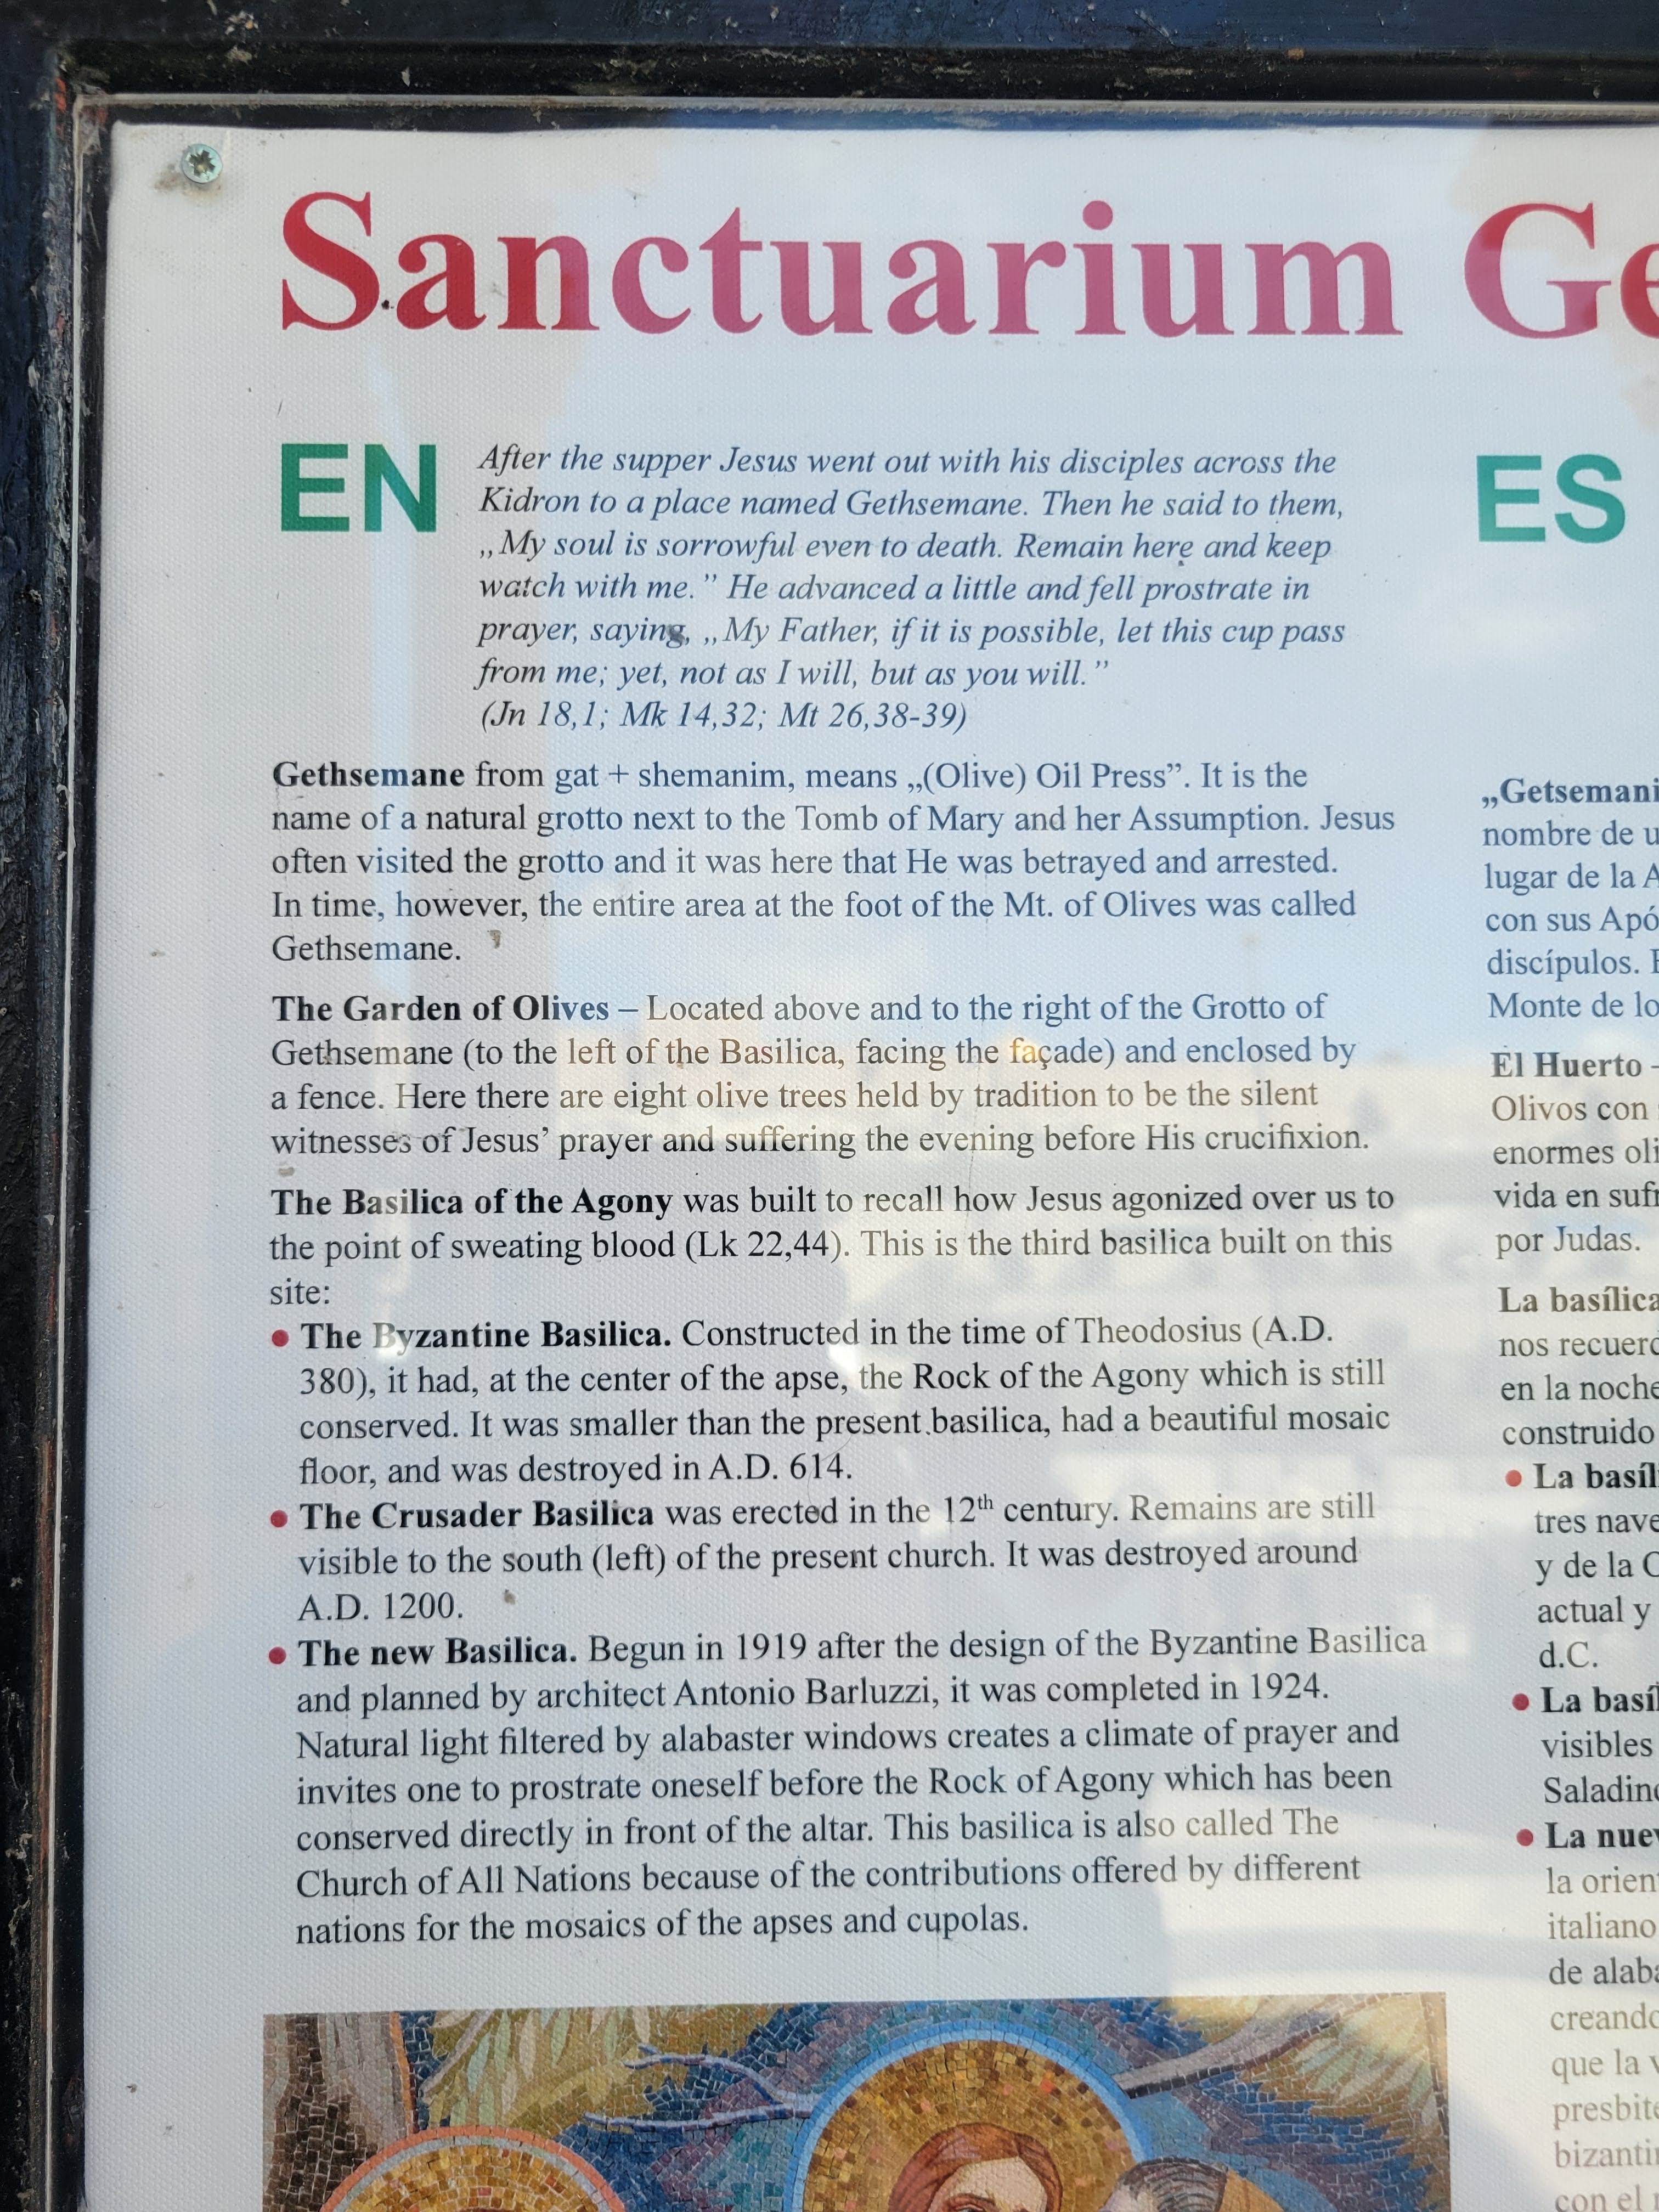 Sanctuarium Ge
EN
After the supper Jesus went out with his disciples across the
Kidron to a place named Gethsemane. Then he said to them,
„My soul is sorrowful even to death. Remain here and keep
watch with me.” He advanced a little and fell prostrate in
prayer, saying, „My Father, if it is possible, let this cup pass
from me; yet, not as I will, but as you will.”
(Jn 18,1; Mk 14,32; Mt 26,38-39)
Gethsemane from gat + shemanim, means „(Olive) Oil Press”. It is the
name of a natural grotto next to the Tomb of Mary and her Assumption. Jesus
often visited the grotto and it was here that He was betrayed and arrested.
In time, however, the entire area at the foot of the Mt. of Olives was called
Gethsemane.
The Garden of Olives – Located above and to the right of the Grotto of
Gethsemane (to the left of the Basilica, facing the façade) and enclosed by
a fence. Here there are eight olive trees held by tradition to be the silent
witnesses of Jesus’ prayer and suffering the evening before His crucifixion.
The Basilica of the Agony was built to recall how Jesus agonized over us to
the point of sweating blood (Lk 22,44). This is the third basilica built on this
site:
• The Byzantine Basilica. Constructed in the time of Theodosius (A.D.
380), it had, at the center of the apse, the Rock of the Agony which is still
conserved. It was smaller than the present basilica, had a beautiful mosaic
floor, and was destroyed in A.D. 614.
• The Crusader Basilica was erected in the 12th century. Remains are still
visible to the south (left) of the present church. It was destroyed around
A.D. 1200.
• The new Basilica. Begun in 1919 after the design of the Byzantine Basilica
and planned by architect Antonio Barluzzi, it was completed in 1924.
Natural light filtered by alabaster windows creates a climate of prayer and
invites one to prostrate oneself before the Rock of Agony which has been
conserved directly in front of the altar. This basilica is also called The
Church of All Nations because of the contributions offered by different
nations for the mosaics of the apses and cupolas.
ES
„Getsemani
nombre de u
lugar de la A
con sus Apó
discípulos. E
Monte de lo
El Huerto -
Olivos con
enormes oli
vida en sufr
por Judas.
La basílica
nos recuerd
en la noche
construido
• La basíl
tres nave
y de la C
actual y
d.C.
• La basíl
visibles
Saladino
• La nuev
la orient
italiano
de alaba
creando
que la v
presbite
bizantin
con el r